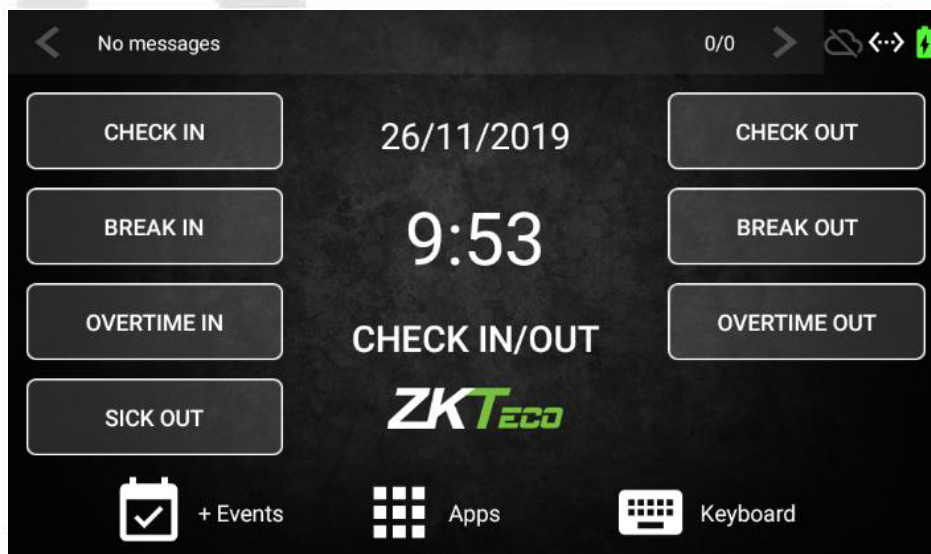 No messages 0/0
CHECK IN
26/11/2019
CHECK OUT
BREAK IN
9:53
BREAK OUT
OVERTIME IN
CHECK IN/OUT
OVERTIME OUT
SICK OUT
ZKTECO
+ Events
Apps
Keyboard